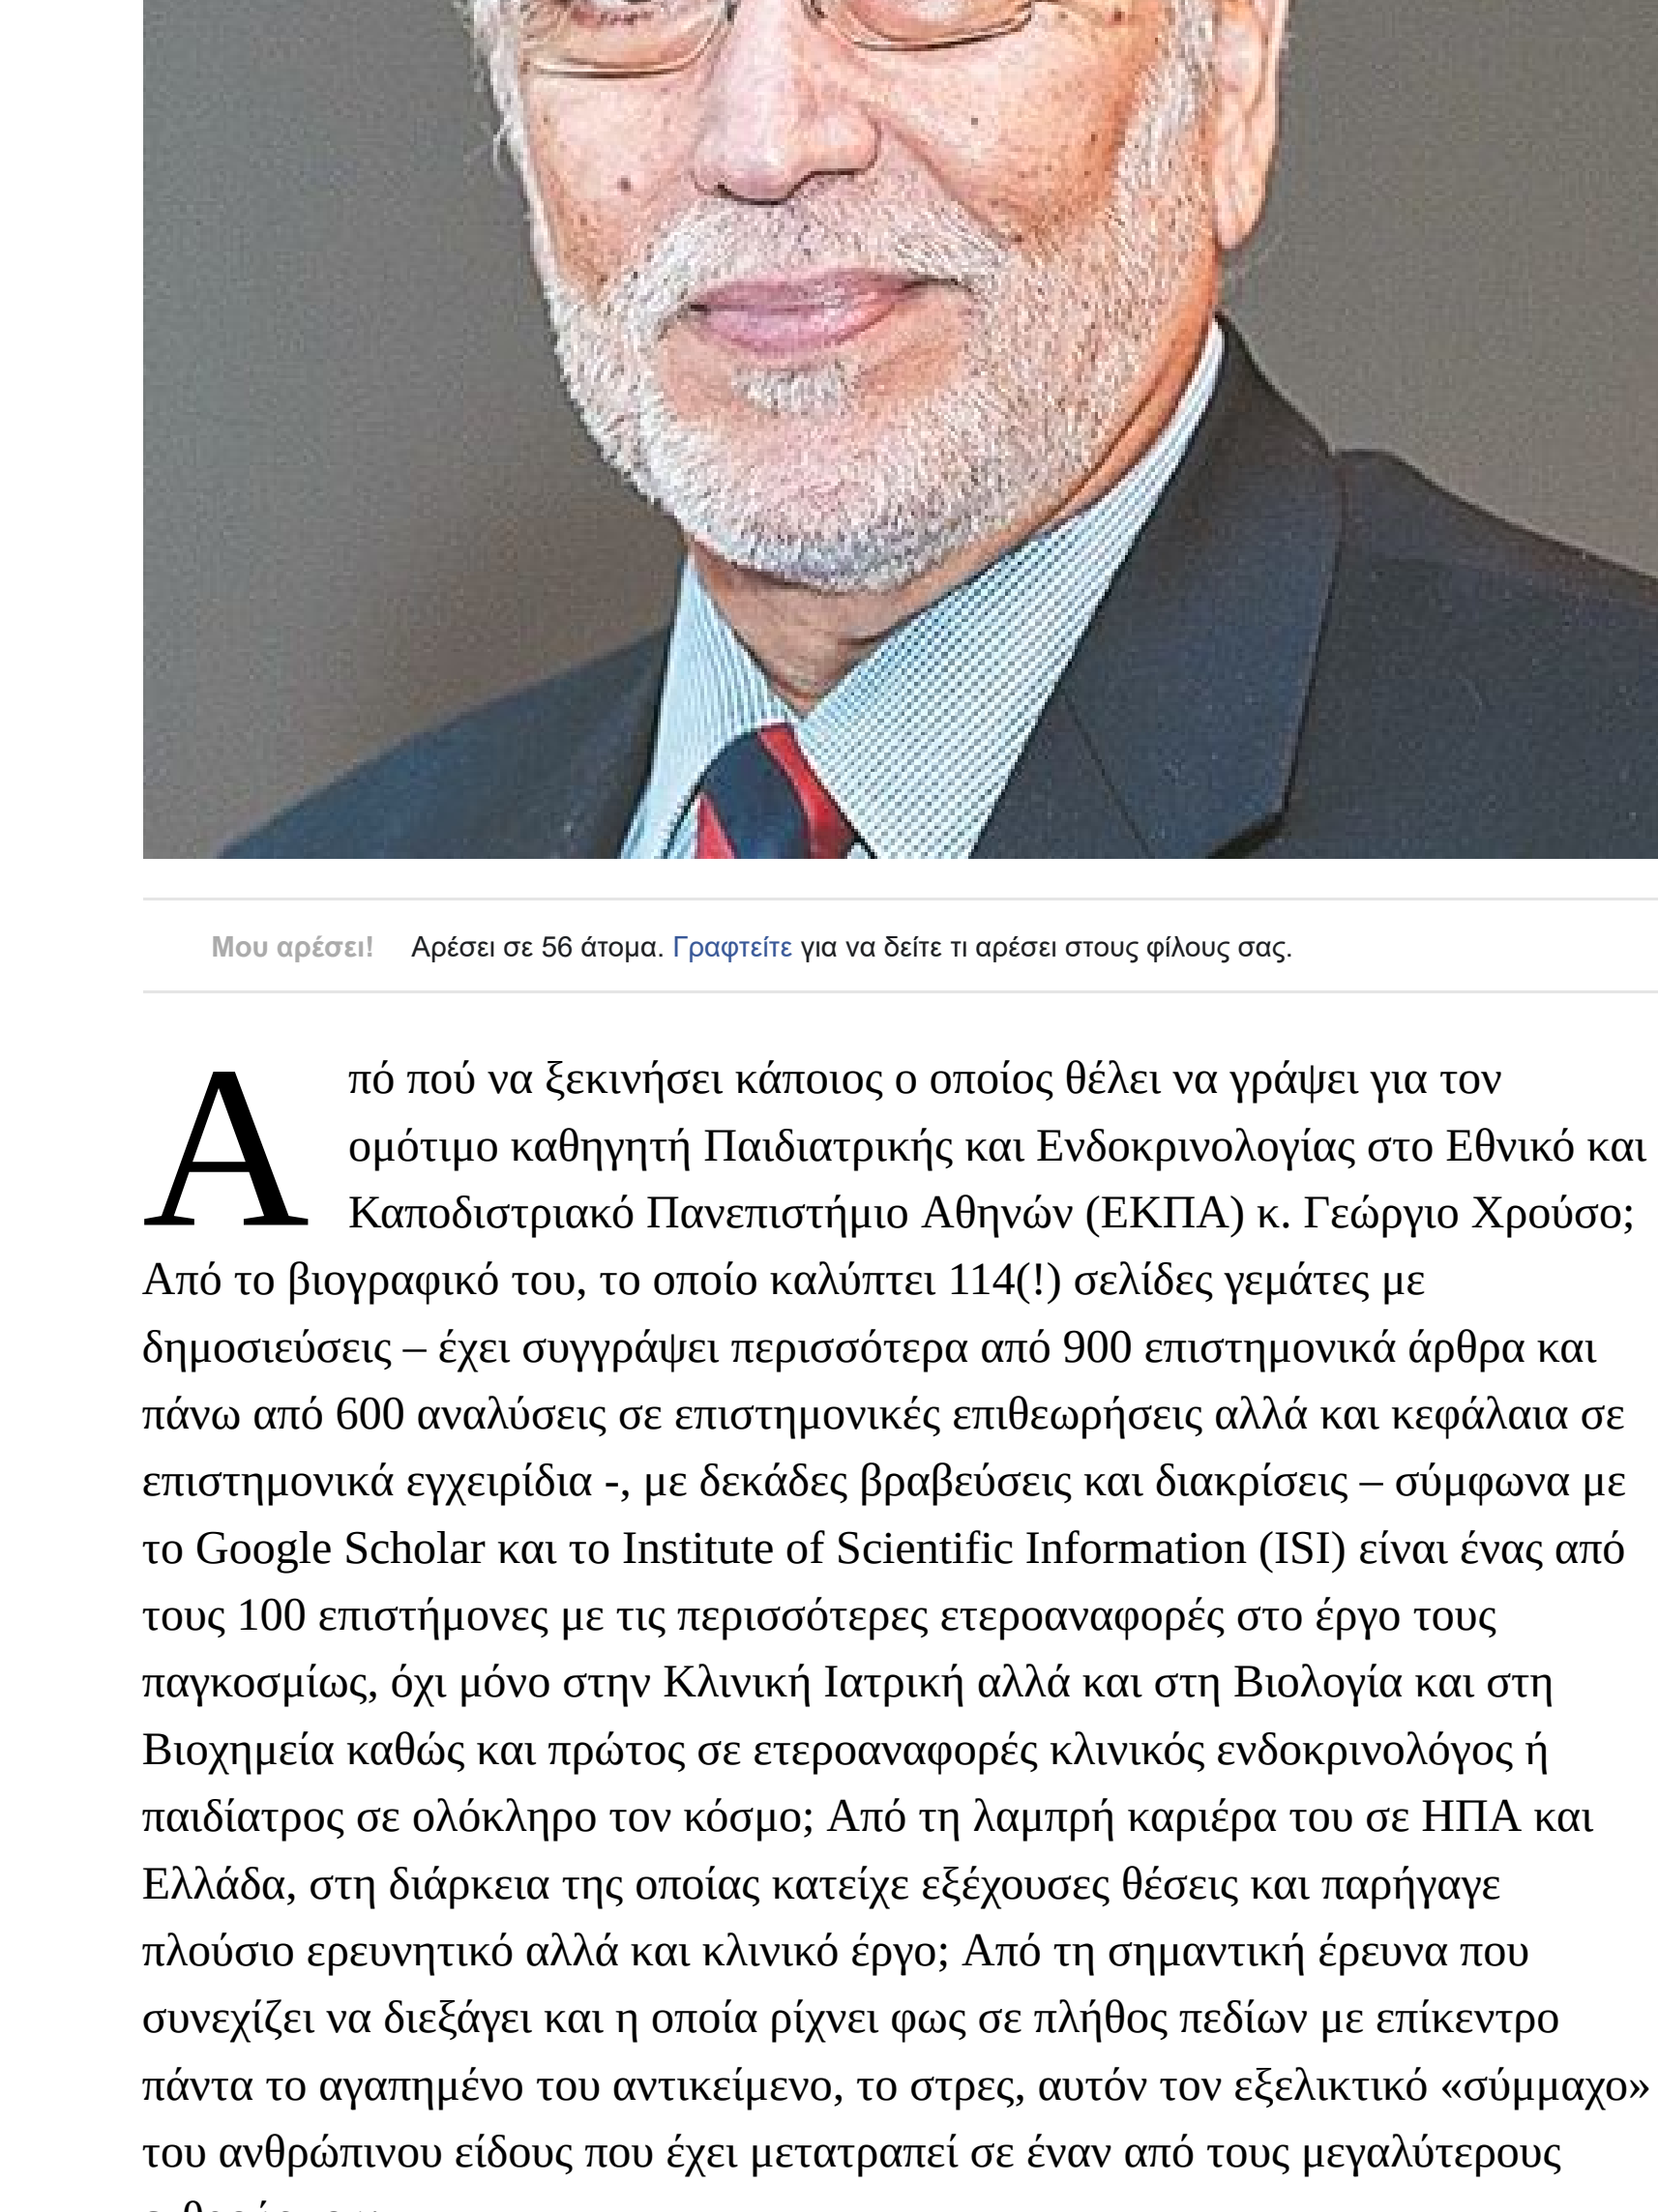 Μου αρέσει! Αρέσει σε 56 άτομα. Γραφτείτε για να δείτε τι αρέσει στους φίλους σας.
Από πού να ξεκινήσει κάποιος ο οποίος θέλει να γράψει για τον
ομότιμο καθηγητή Παιδιατρικής και Ενδοκρινολογίας στο Εθνικό και
Καποδιστριακό Πανεπιστήμιο Αθηνών (ΕΚΠΑ) κ. Γεώργιο Χρούσο;
Από το βιογραφικό του, το οποίο καλύπτει 114(!) σελίδες γεμάτες με
δημοσιεύσεις – έχει συγγράψει περισσότερα από 900 επιστημονικά άρθρα και
πάνω από 600 αναλύσεις σε επιστημονικές επιθεωρήσεις αλλά και κεφάλαια σε
επιστημονικά εγχειρίδια -, με δεκάδες βραβεύσεις και διακρίσεις – σύμφωνα με
το Google Scholar και το Institute of Scientific Information (ISI) είναι ένας από
τους 100 επιστήμονες με τις περισσότερες ετεροαναφορές στο έργο τους
παγκοσμίως, όχι μόνο στην Κλινική Ιατρική αλλά και στη Βιολογία και στη
Βιοχημεία καθώς και πρώτος σε ετεροαναφορές κλινικός ενδοκρινολόγος ή
παιδίατρος σε ολόκληρο τον κόσμο; Από τη λαμπρή καριέρα του σε ΗΠΑ και
Ελλάδα, στη διάρκεια της οποίας κατείχε εξέχουσες θέσεις και παρήγαγε
πλούσιο ερευνητικό αλλά και κλινικό έργο; Από τη σημαντική έρευνα που
συνεχίζει να διεξάγει και η οποία ρίχνει φως σε πλήθος πεδίων με επίκεντρο
πάντα το αγαπημένο του αντικείμενο, το στρες, αυτόν τον εξελικτικό «σύμμαχο»
του ανθρώπινου είδους που έχει μετατραπεί σε έναν από τους μεγαλύτερους